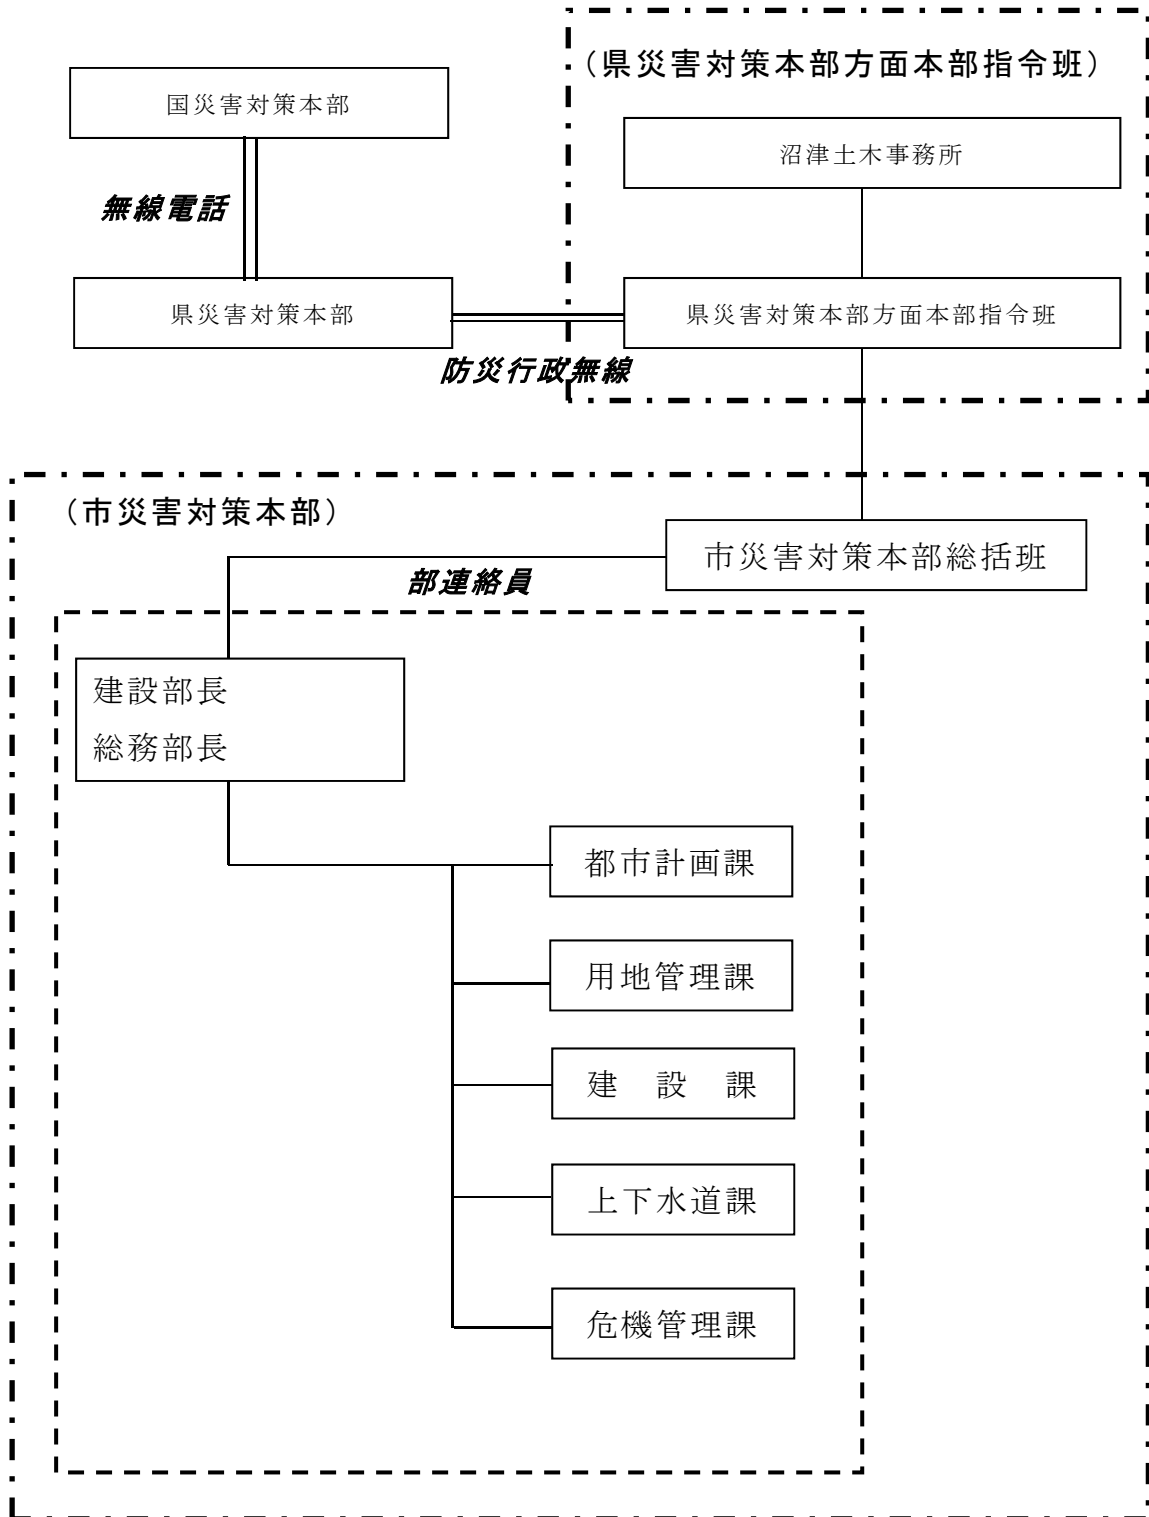 （県災害対策本部方面本部指令班）
国災害対策本部
沼津土木事務所
無線電話
県災害対策本部
県災害対策本部方面本部指令班
防災行政無線
（市災害対策本部）
市災害対策本部総括班
部連絡員
建設部長
総務部長
都市計画課
用地管理課
建　設　課
上下水道課
危機管理課